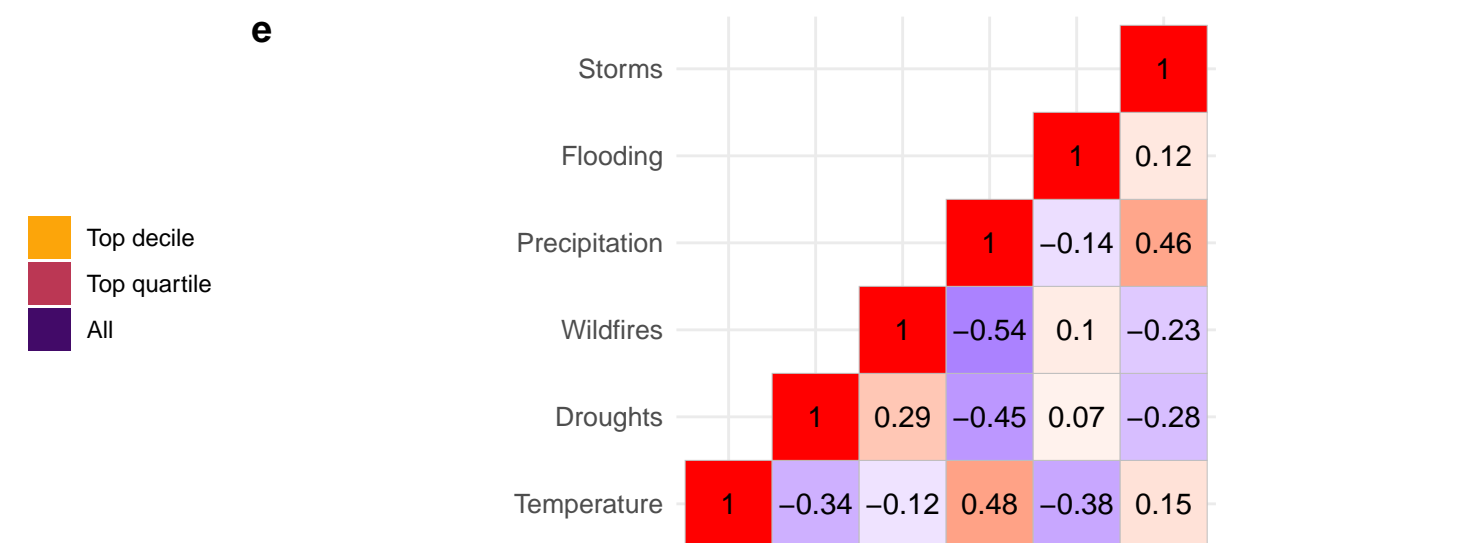 e
Storms 1
Flooding 1 0.12
Precipitation 1 −0.14 0.46
Wildfires 1 −0.54 0.1 −0.23
Droughts 1 0.29 −0.45 0.07 −0.28
Temperature 1 −0.34 −0.12 0.48 −0.38 0.15
Top decile
Top quartile
All